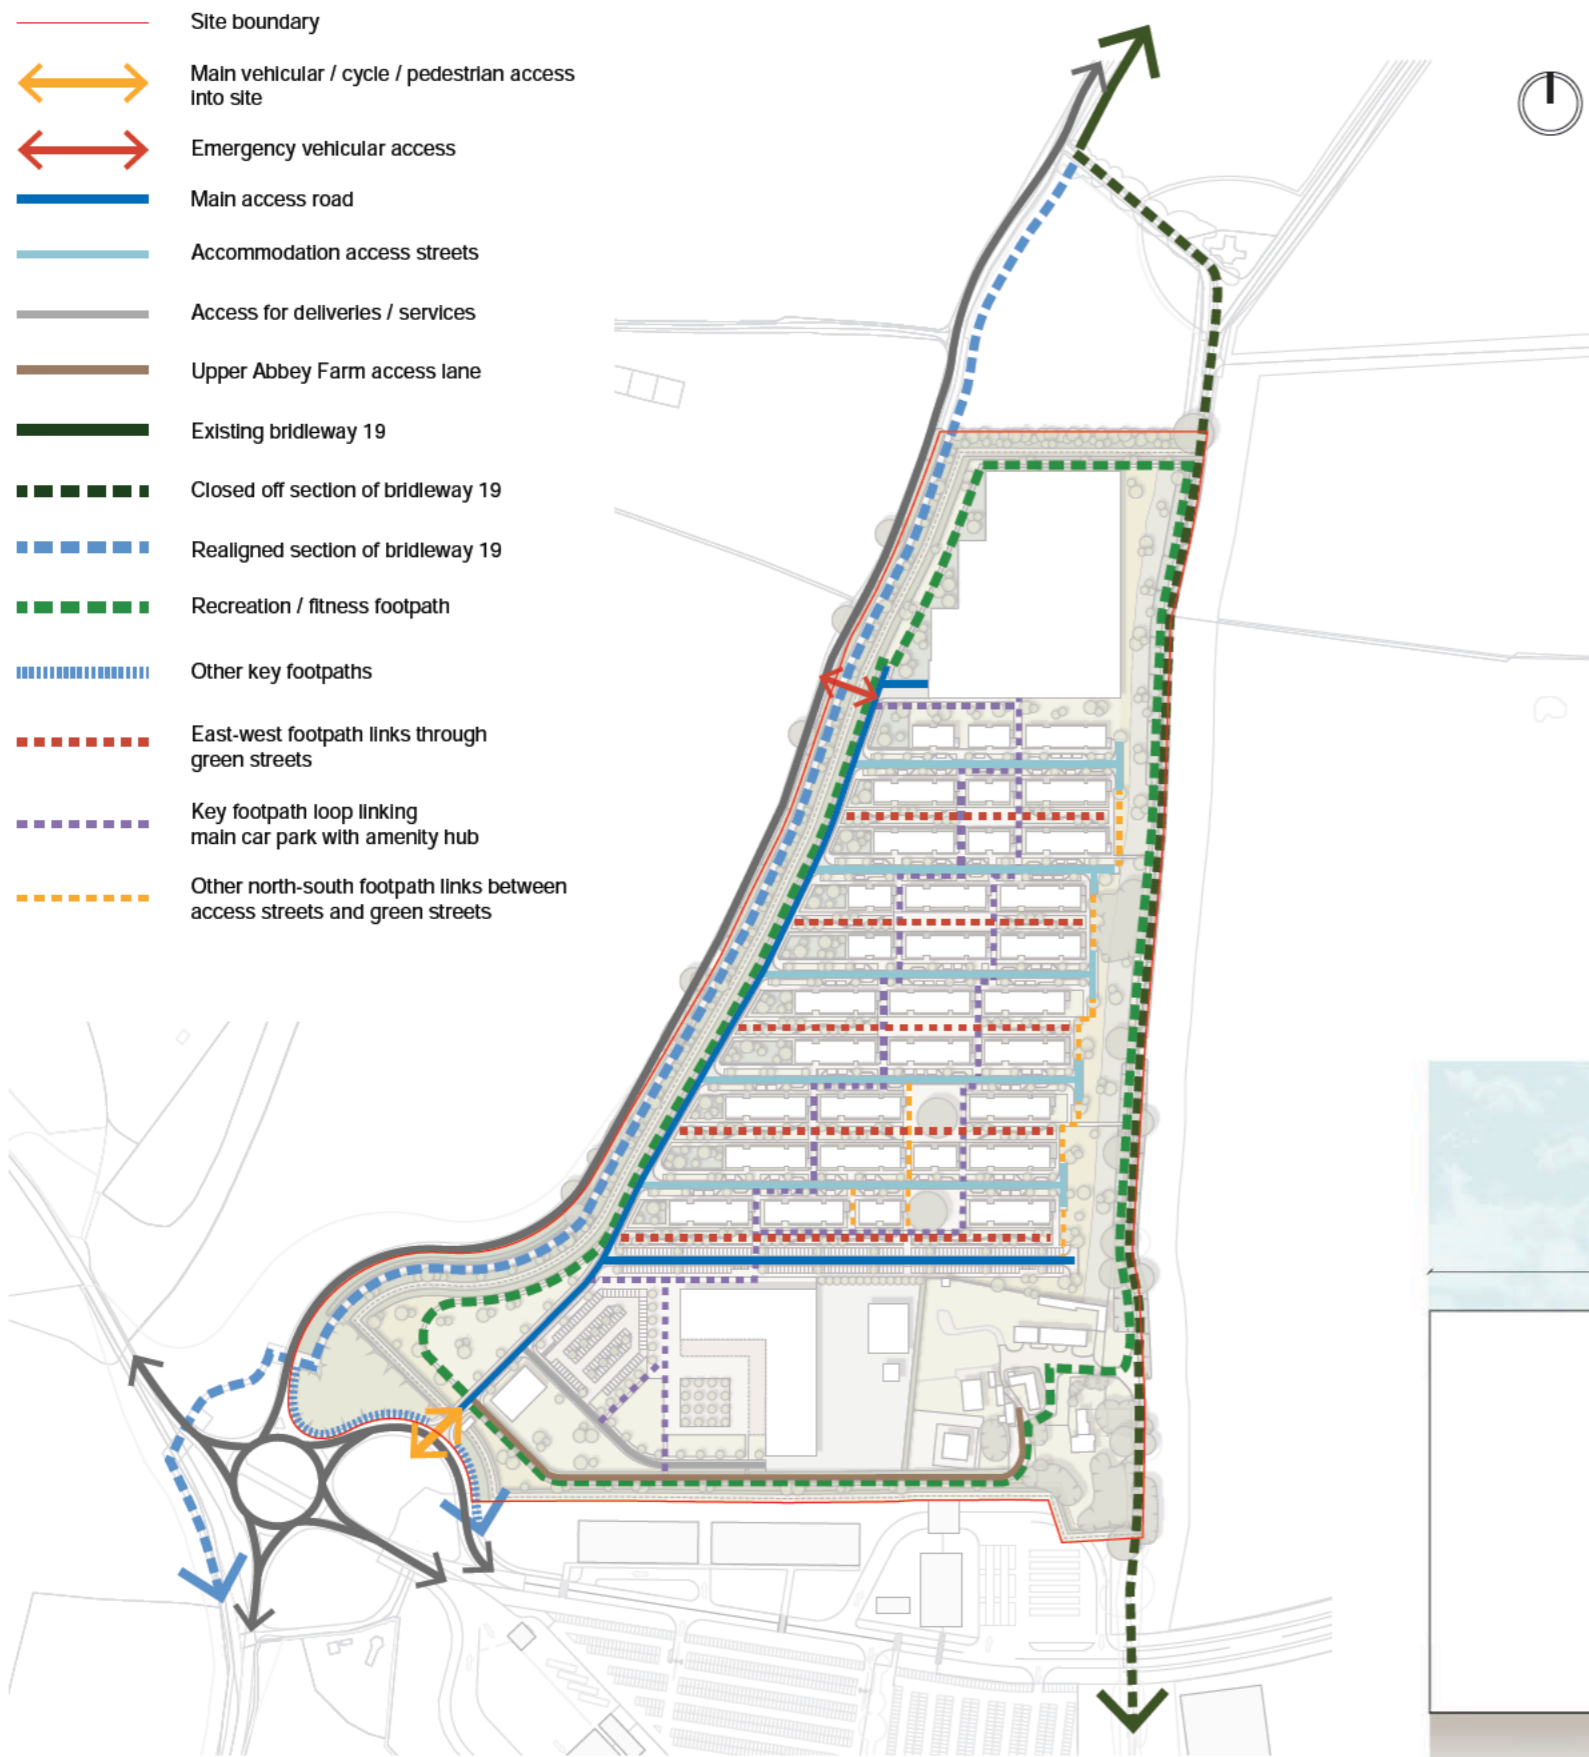 Site boundary
Main vehicular / cycle / pedestrian access
into site
Emergency vehicular access
Main access road
Accommodation access streets
Access for deliveries / services
Upper Abbey Farm access lane
Existing bridleway 19
Closed off section of bridleway 19
Realigned section of bridleway 19
Recreation / fitness footpath
Other key footpaths
East-west footpath links through
green streets
Key footpath loop linking
main car park with amenity hub
Other north-south footpath links between
access streets and green streets